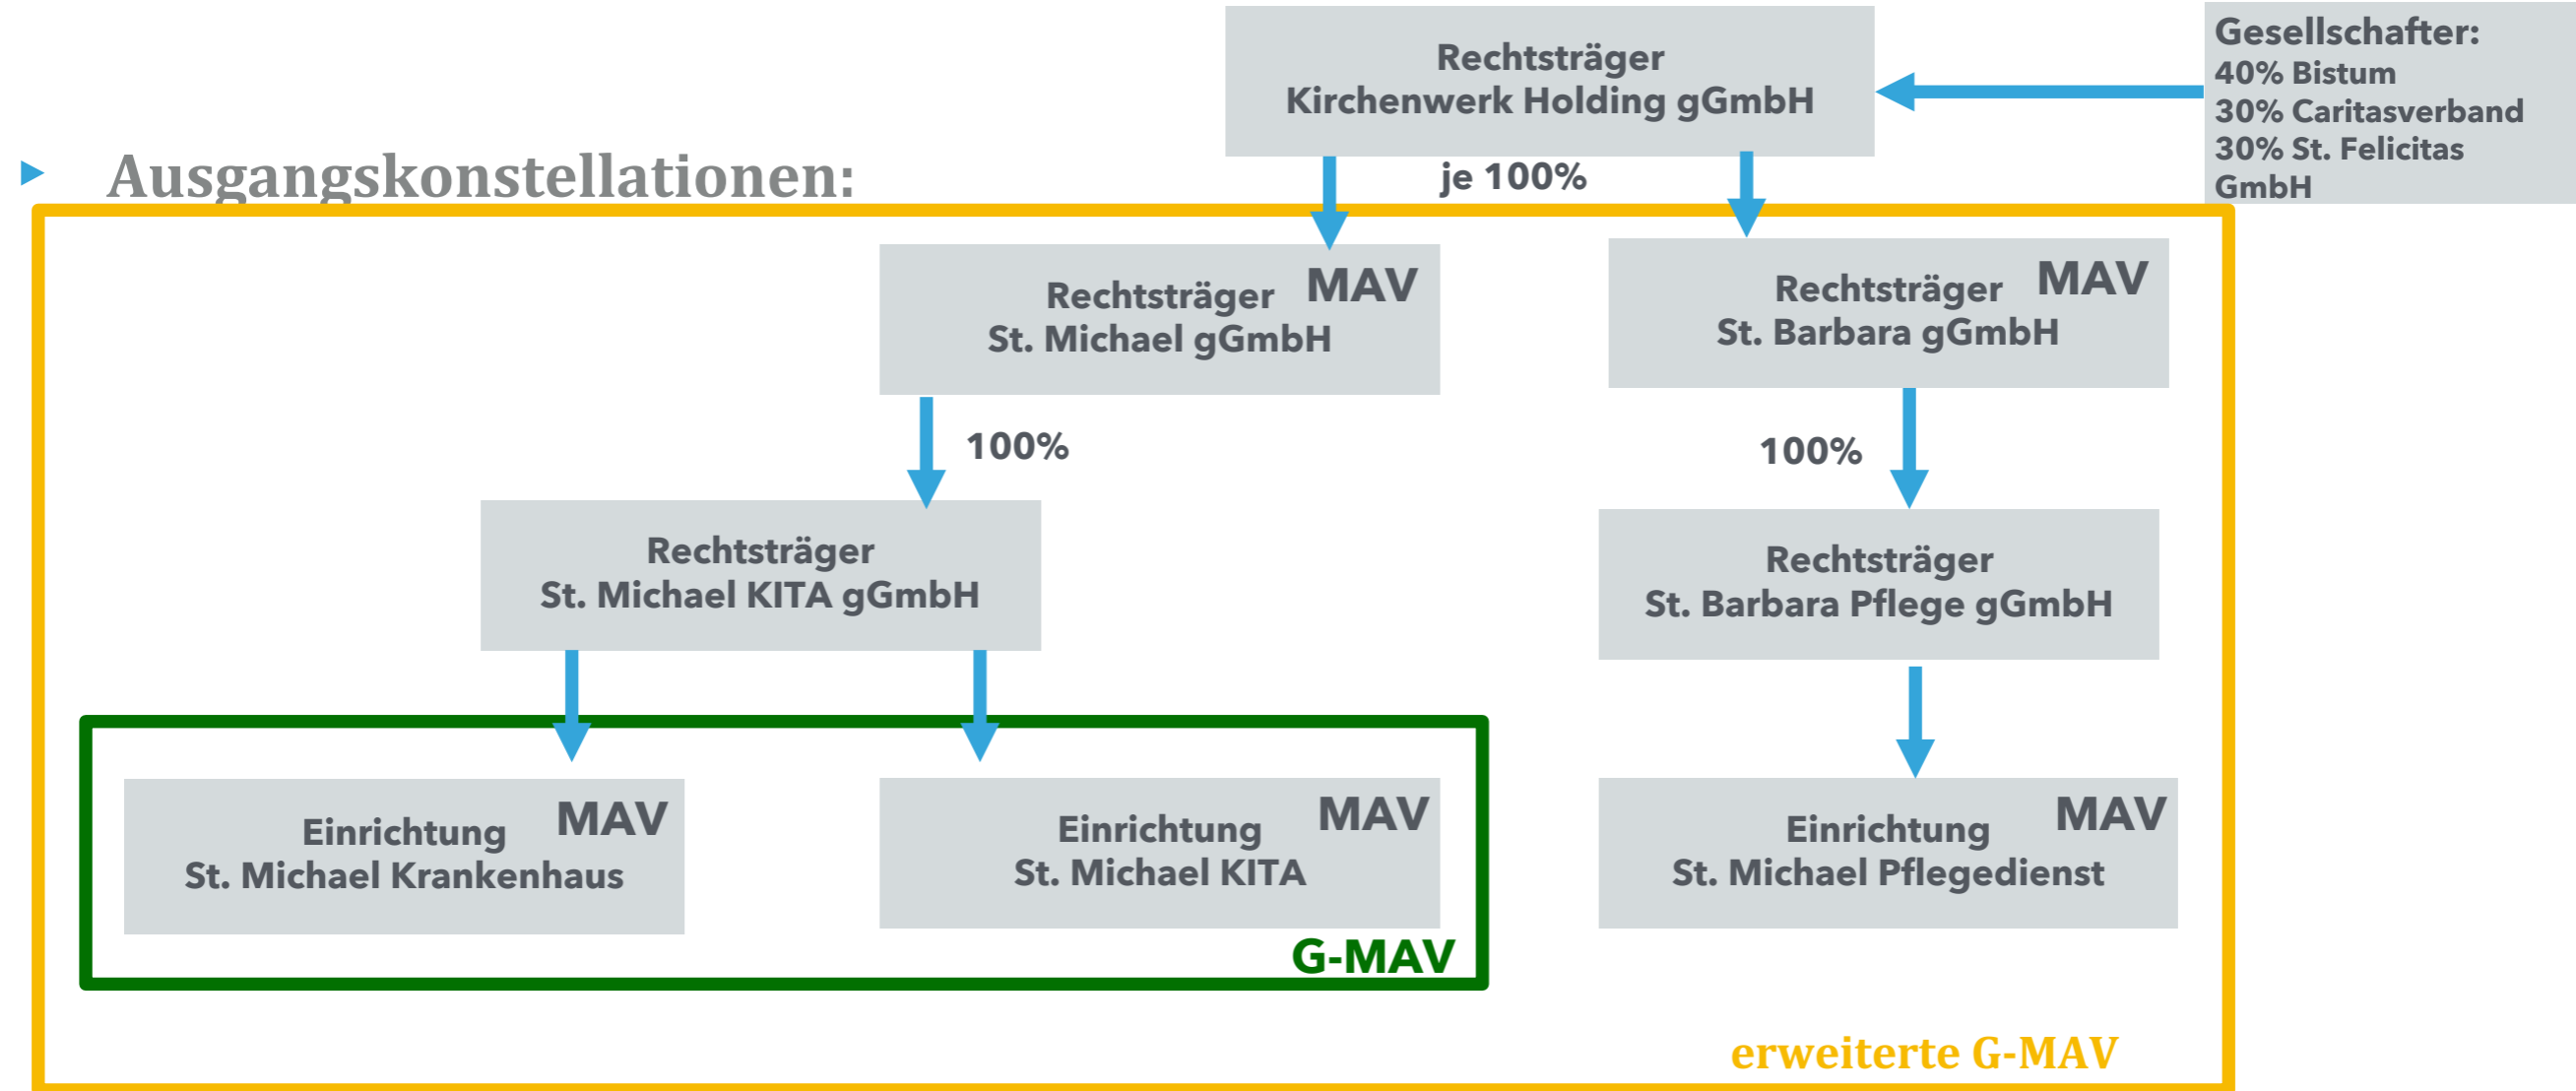 Rechtsträger
Kirchenwerk Holding gGmbH
Gesellschafter:
40% Bistum
30% Caritasverband
30% St. Felicitas
GmbH
Ausgangskonstellationen:
je 100%
Rechtsträger MAV
St. Michael gGmbH
Rechtsträger MAV
St. Barbara gGmbH
100%
100%
Rechtsträger
St. Michael KITA gGmbH
Rechtsträger
St. Barbara Pflege gGmbH
Einrichtung MAV
St. Michael Krankenhaus
Einrichtung MAV
St. Michael KITA
Einrichtung MAV
St. Michael Pflegedienst
G-MAV
erweiterte G-MAV